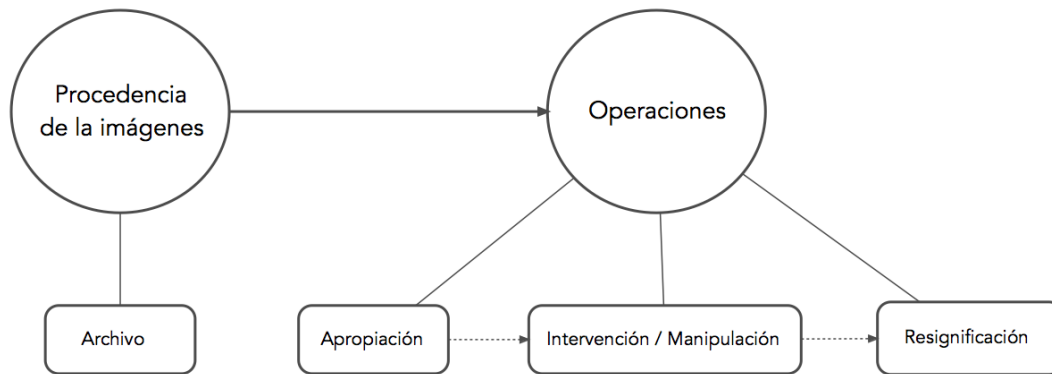 Procedencia
de la imágenes
Operaciones
Archivo
Apropiación
Intervención / Manipulación
Resignificación